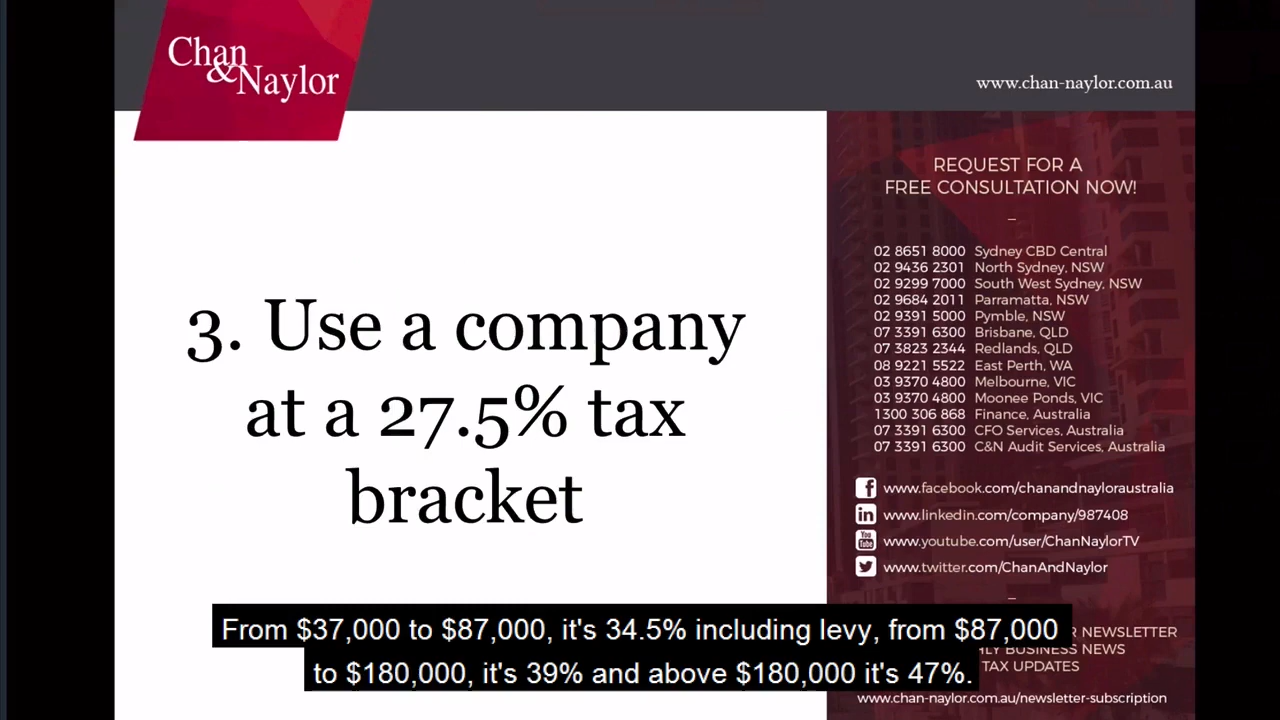 Chan
&Naylor
www.chan-naylor.com.au
3. Use a company
at a 27.5% tax
bracket
REQUEST FOR A
FREE CONSULTATION NOW!
02 8651 8000 Sydney CBD Central
02 9436 2301 North Sydney, NSW
02 9299 7000 South West Sydney, NSW
02 9684 2011 Parramatta, NSW
02 9391 5000 Pymble, NSW
07 3391 6300 Brisbane, QLD
07 3823 2344 Redlands, QLD
08 9221 5522 East Perth, WA
03 9370 4800 Melbourne, VIC
03 9370 4800 Moonee Ponds, VIC
1300 306 868 Finance, Australia
07 3391 6300 CFO Services, Australia
07 3391 6300 C&N Audit Services, Australia
www.facebook.com/chanandnayloraustralia
www.linkedin.com/company/987408
You
Tube
www.youtube.com/user/ChanNaylorTV
www.twitter.com/ChanAndNaylor
NEWSLETTER
BUSINESS NEWS
TAX UPDATES
www.chan-naylor.com.au/newsletter-subscription
From $37,000 to $87,000, it's 34.5% including levy, from $87,000
to $180,000, it's 39% and above $180,000 it's 47%.